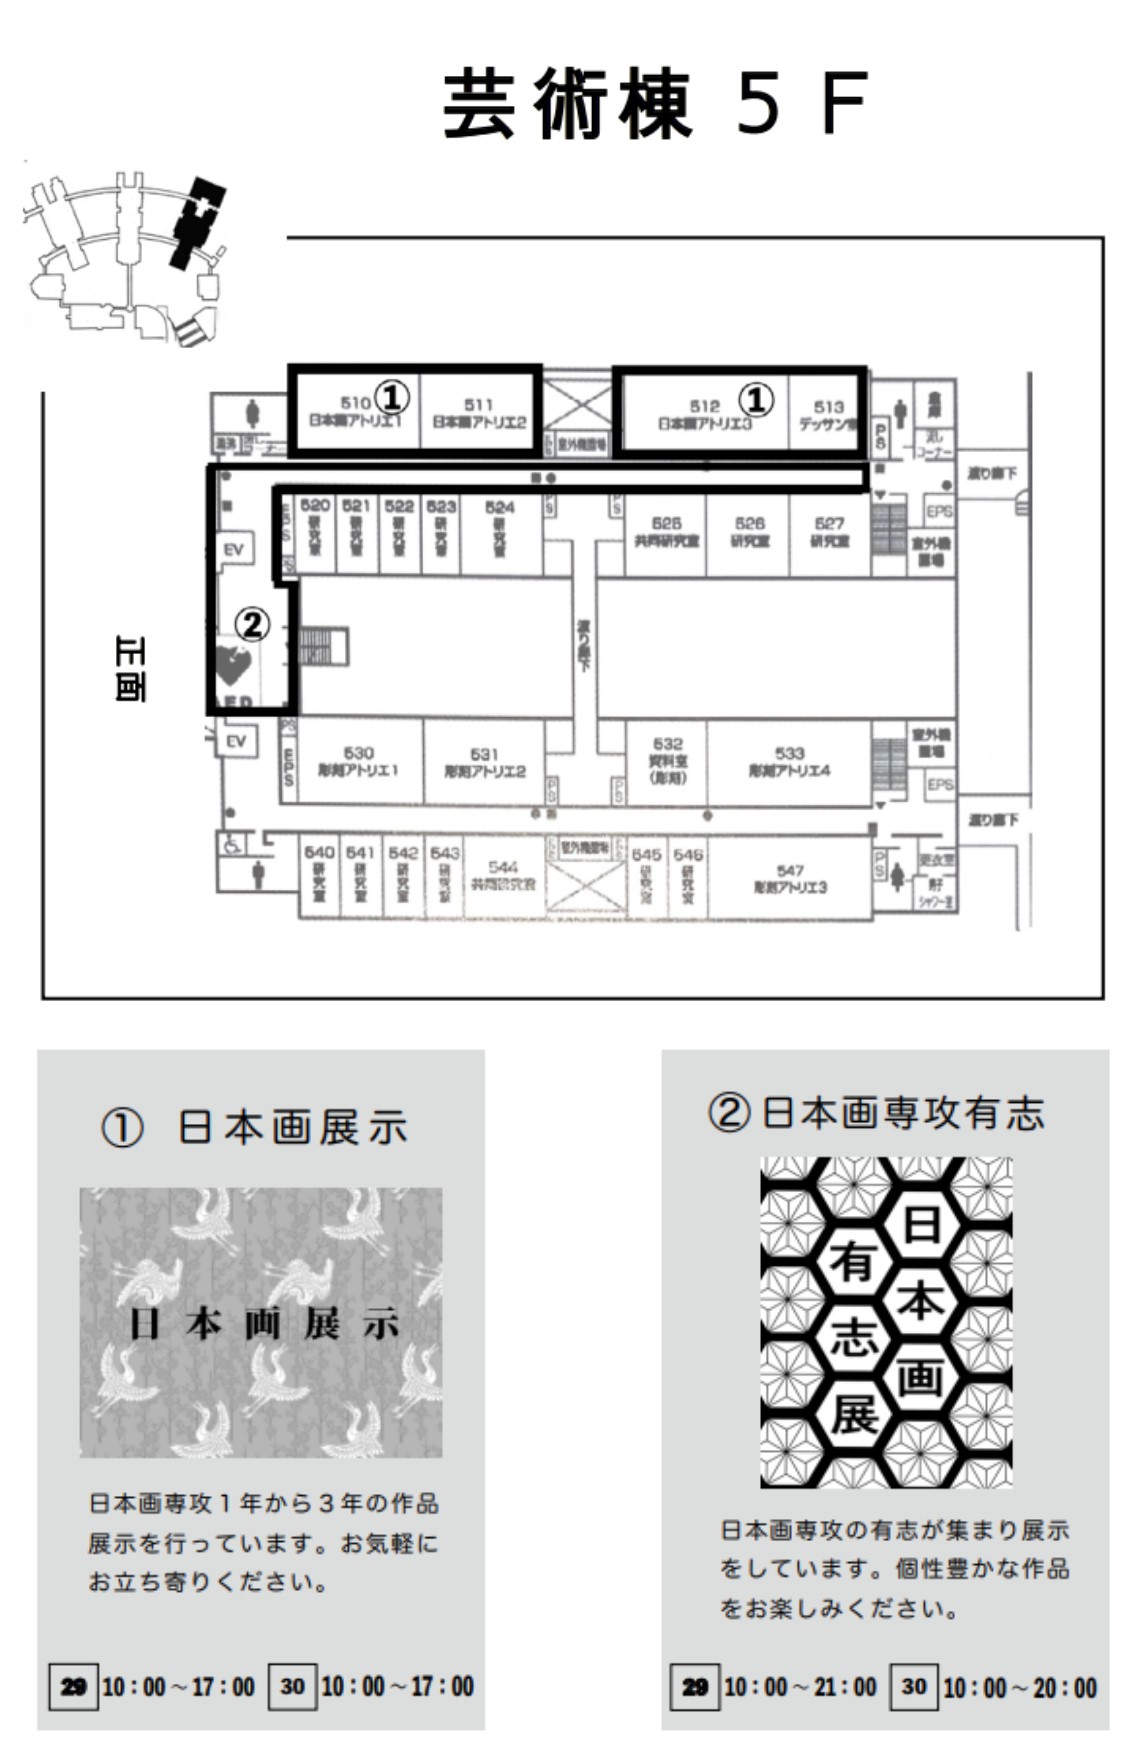 芸術棟 5 F
510
日本画アトリエ1
①
511
日本画アトリエ2
512
日本画アトリエ3
①
513
デッサン室
倉庫
PS
流し
コーナー
室外機置場
渡り廊下
EPS
室外機
置場
EV
520
研究室
521
研究室
522
研究室
523
研究室
524
研究室
PS
PS
525
共同研究室
526
研究室
527
研究室
②
AED
正面
渡り廊下
EV
PS
EPS
530
彫刻アトリエ1
531
彫刻アトリエ2
PS
PS
532
資料室
(彫刻)
533
彫刻アトリエ4
室外機
置場
EPS
渡り廊下
540
研究室
541
研究室
542
研究室
543
研究室
544
共同研究室
室外機置場
545
研究室
546
研究室
547
彫刻アトリエ3
PS
更衣室
男子
シャワー室
① 日本画展示
日本画展示
日本画専攻1年から3年の作品
展示を行っています。お気軽に
お立ち寄りください。
29 10:00~17:00 30 10:00~17:00
②日本画専攻有志
日本画
有志展
日本画専攻の有志が集まり展示
をしています。個性豊かな作品
をお楽しみください。
29 10:00~21:00 30 10:00~20:00